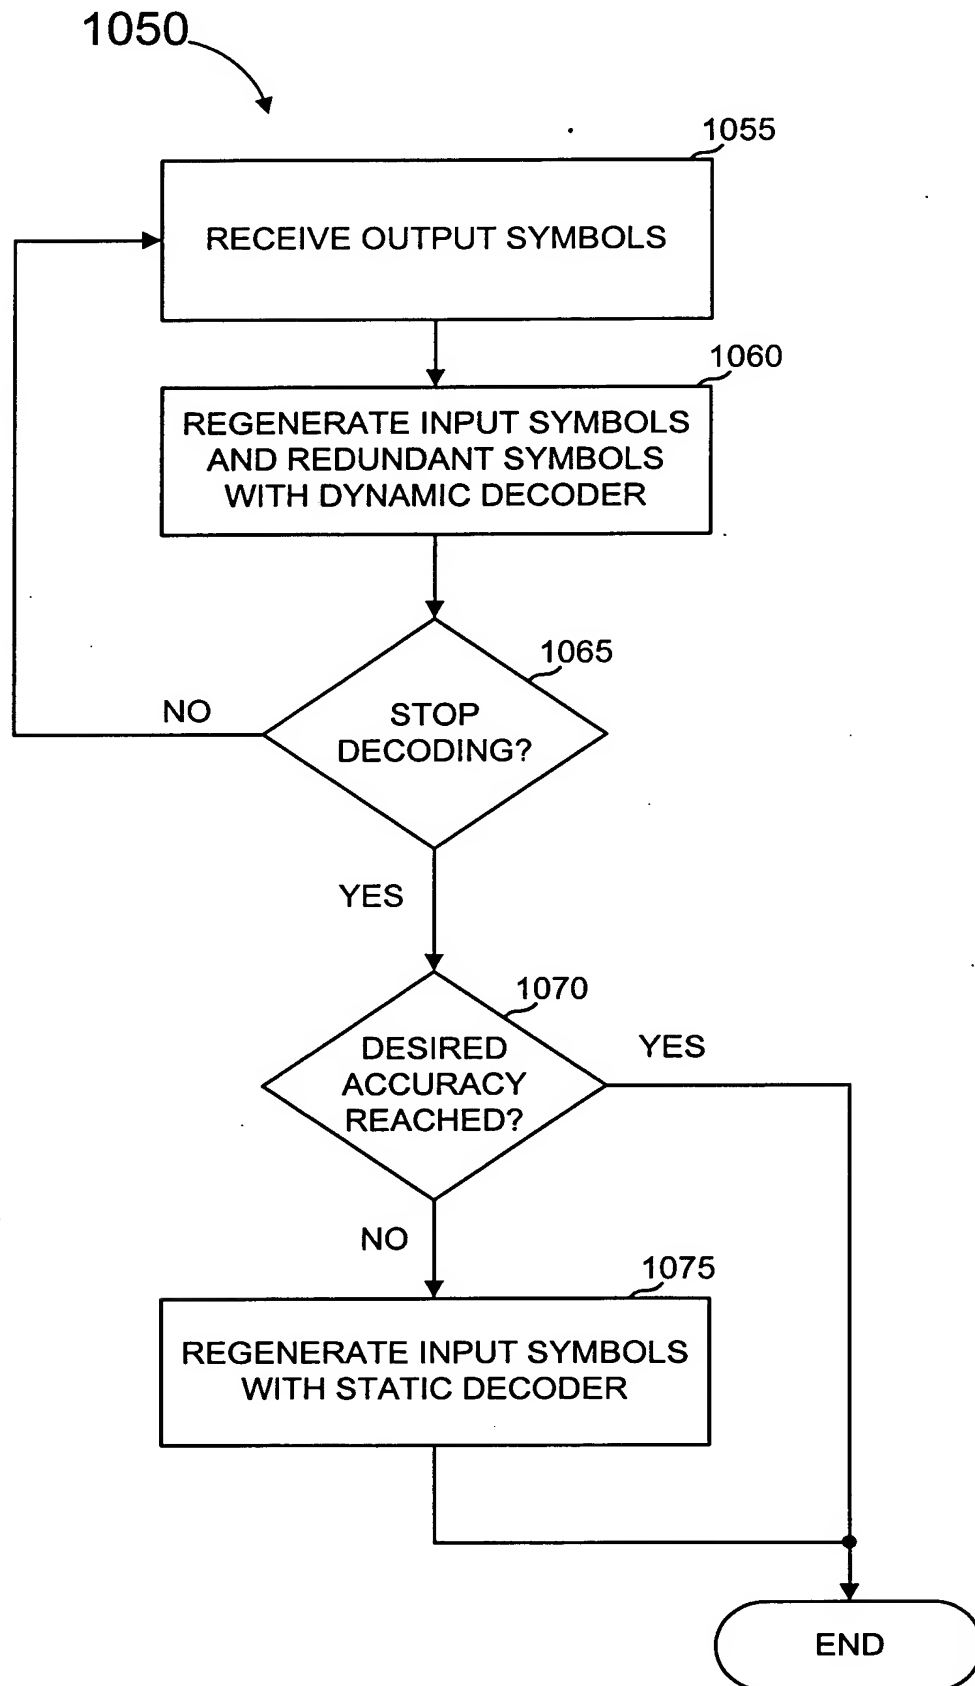 1050
1055
RECEIVE OUTPUT SYMBOLS
1060
REGENERATE INPUT SYMBOLS
AND REDUNDANT SYMBOLS
WITH DYNAMIC DECODER
1065
STOP
DECODING?
NO
YES
1070
DESIRED
ACCURACY
REACHED?
YES
NO
1075
REGENERATE INPUT SYMBOLS
WITH STATIC DECODER
END